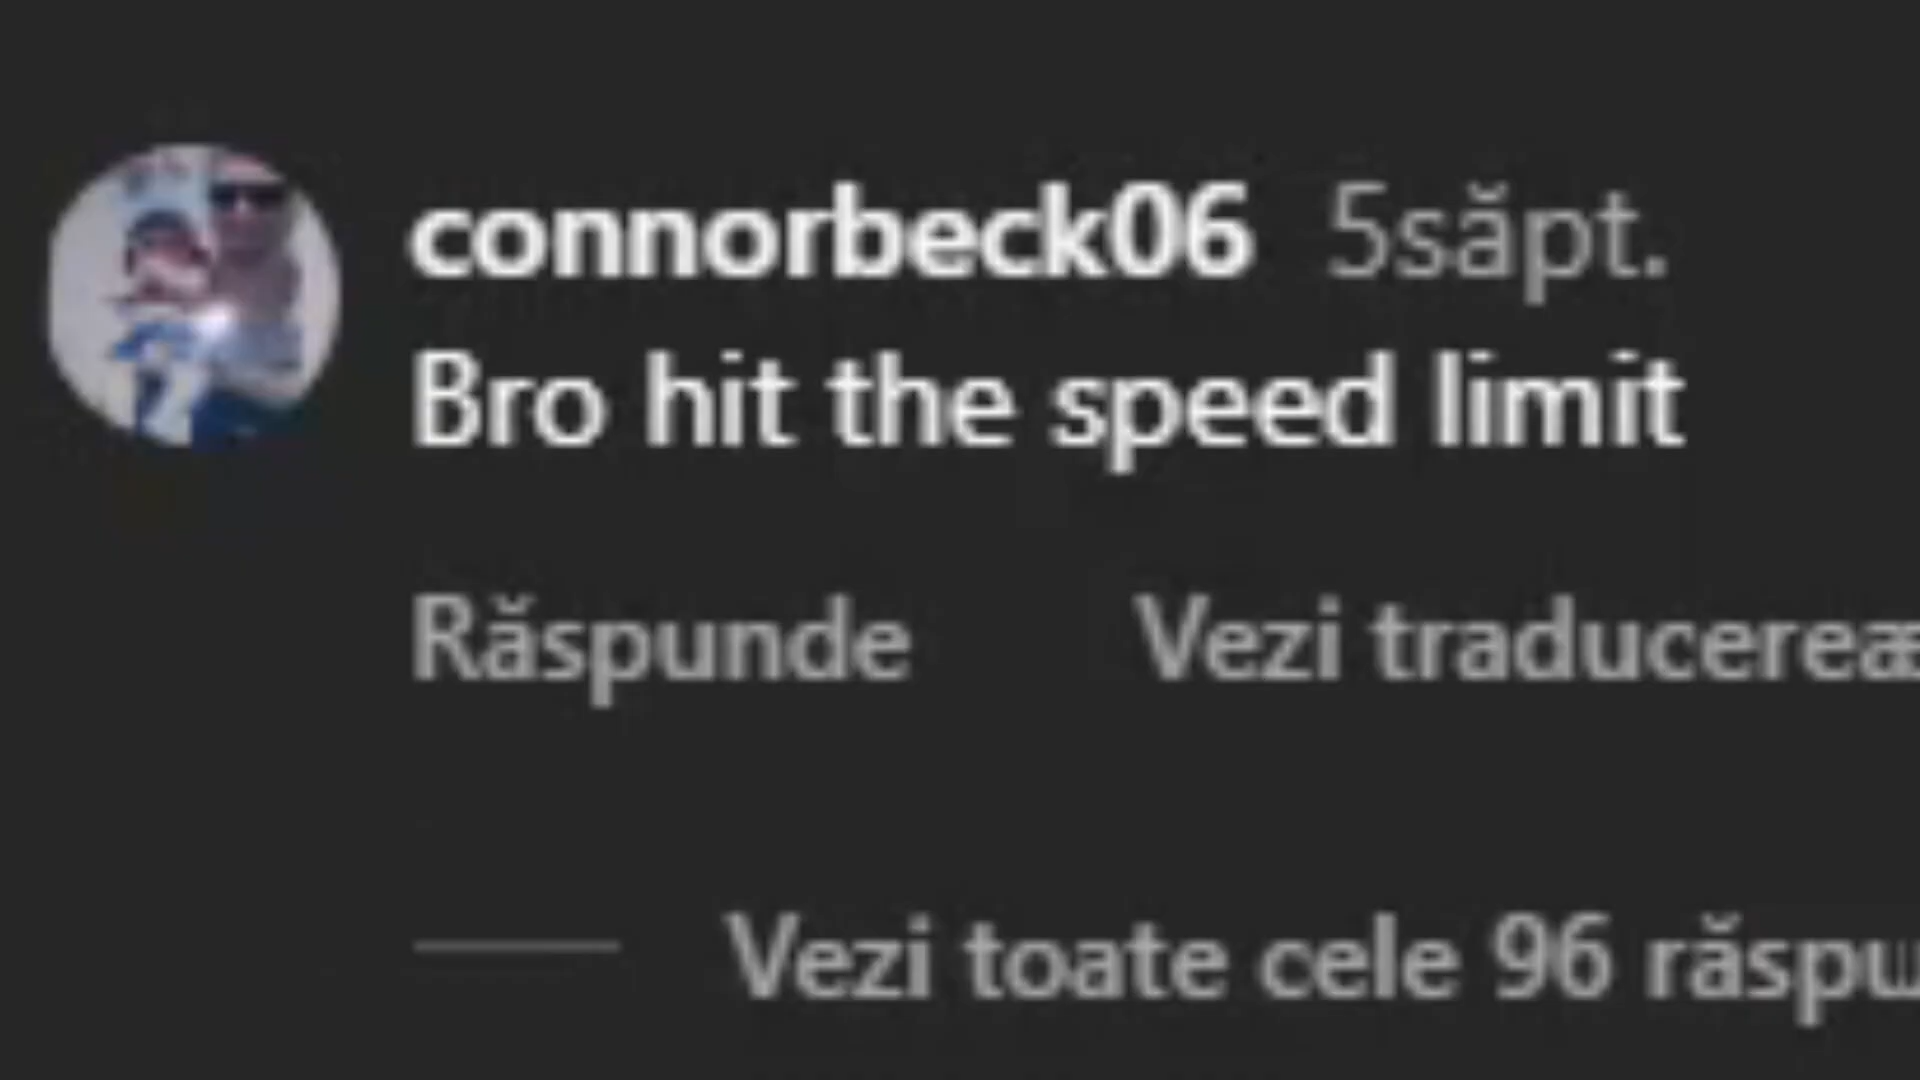 connorbeck06 5săpt.
Bro hit the speed limit
Răspunde Vezi traducerea
Vezi toate cele 96 răspu